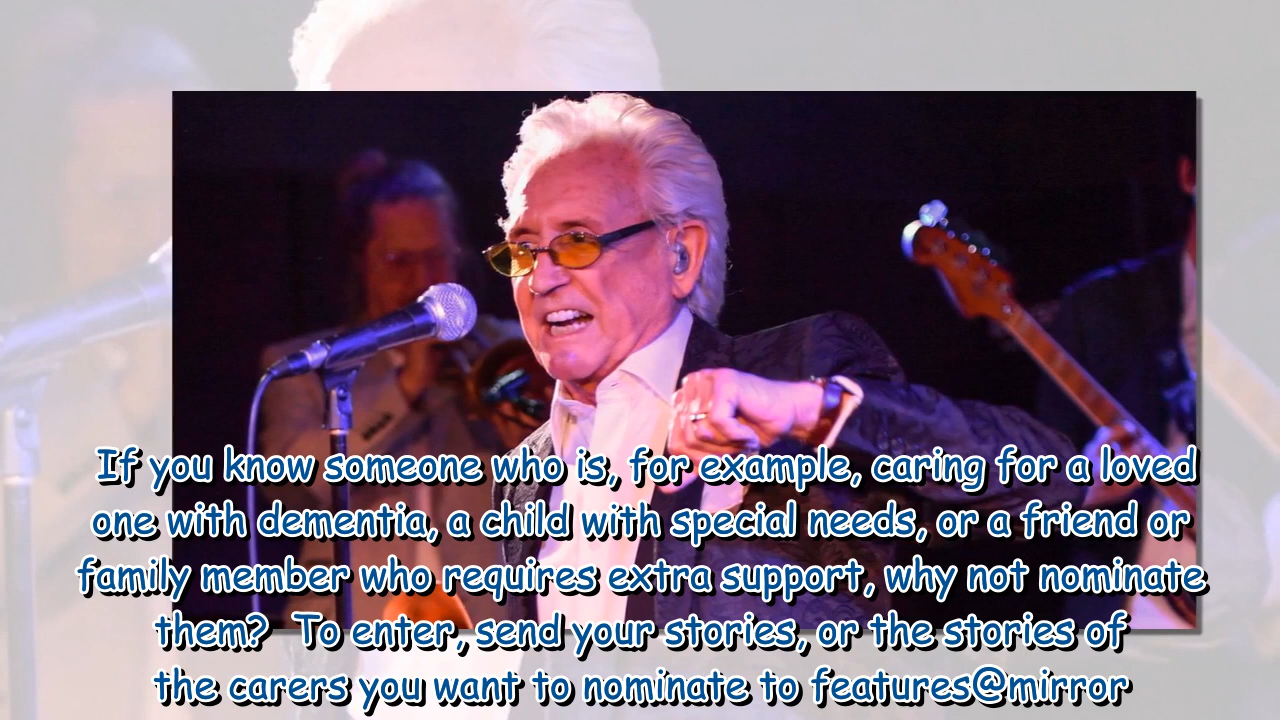 If you know someone who is, for example, caring for a loved
one with dementia, a child with special needs, or a friend or
family member who requires extra support, why not nominate
them?  To enter, send your stories, or the stories of
the carers you want to nominate to features@mirror